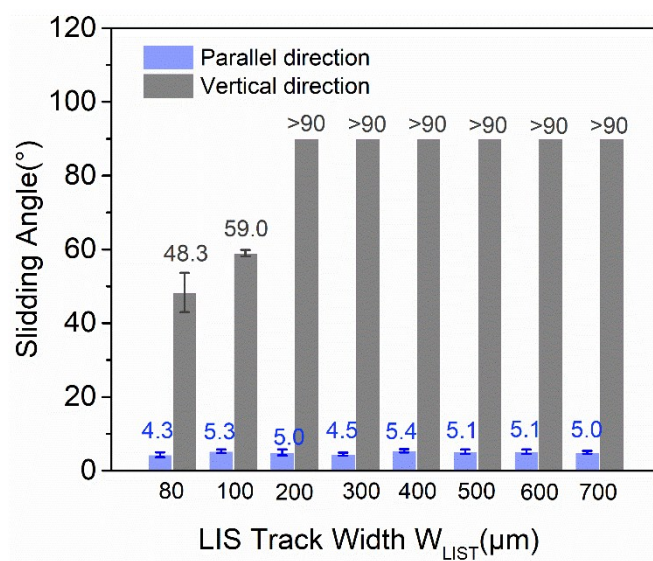 120
100
80
60
40
20
0
Slidding Angle(°)
Parallel direction
Vertical direction
>90 >90 >90 >90 >90 >90
48.3 59.0
4.3 5.3 5.0 4.5 5.4 5.1 5.1 5.0
80 100 200 300 400 500 600 700
LIS Track Width W_LIST(μm)